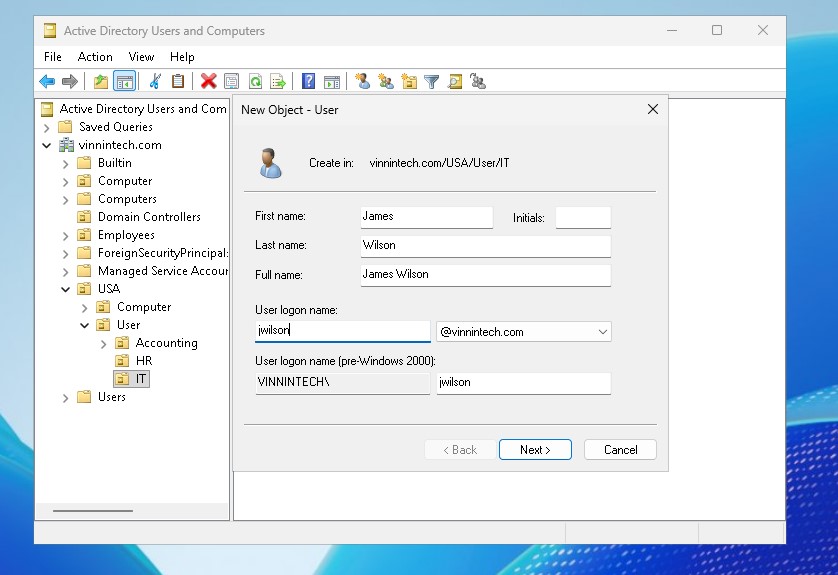 Active Directory Users and Computers
File Action View Help
Active Directory Users and Com
Saved Queries
vinnintech.com
Builtin
Computer
Computers
Domain Controllers
Employees
ForeignSecurityPrincipals
Managed Service Accour
USA
Computer
User
Accounting
HR
IT
Users
New Object - User
Create in: vinnintech.com/USA/User/IT
First name: James Initials:
Last name: Wilson
Full name: James Wilson
User logon name:
jwilson @vinnintech.com
User logon name (pre-Windows 2000):
VINNINTECH\ jwilson
< Back Next > Cancel